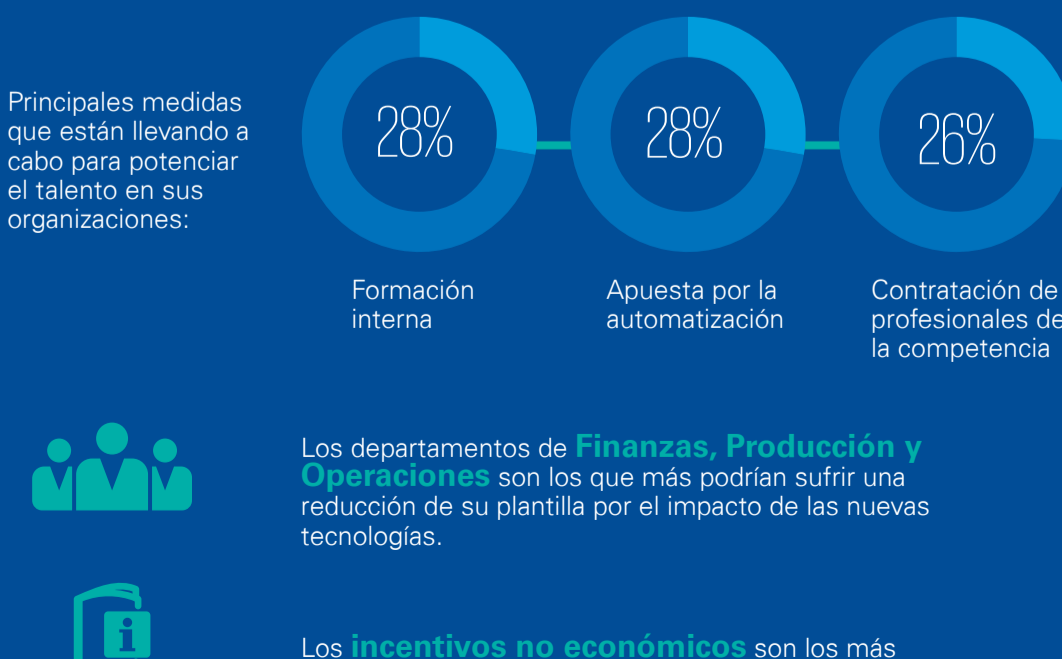 Principales medidas
que están llevando a
cabo para potenciar
el talento en sus
organizaciones:
28%
28%
26%
Formación
interna
Apuesta por la
automatización
Contratación de
profesionales de
la competencia
Los departamentos de Finanzas, Producción y
Operaciones son los que más podrían sufrir una
reducción de su plantilla por el impacto de las nuevas
tecnologías.
i
Los incentivos no económicos son los más